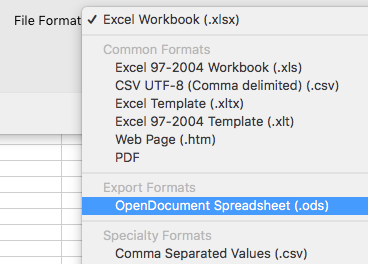 File Format
✓ Excel Workbook (.xlsx)
Common Formats
Excel 97-2004 Workbook (.xls)
CSV UTF-8 (Comma delimited) (.csv)
Excel Template (.xltx)
Excel 97-2004 Template (.xlt)
Web Page (.htm)
PDF
Export Formats
OpenDocument Spreadsheet (.ods)
Specialty Formats
Comma Separated Values (.csv)